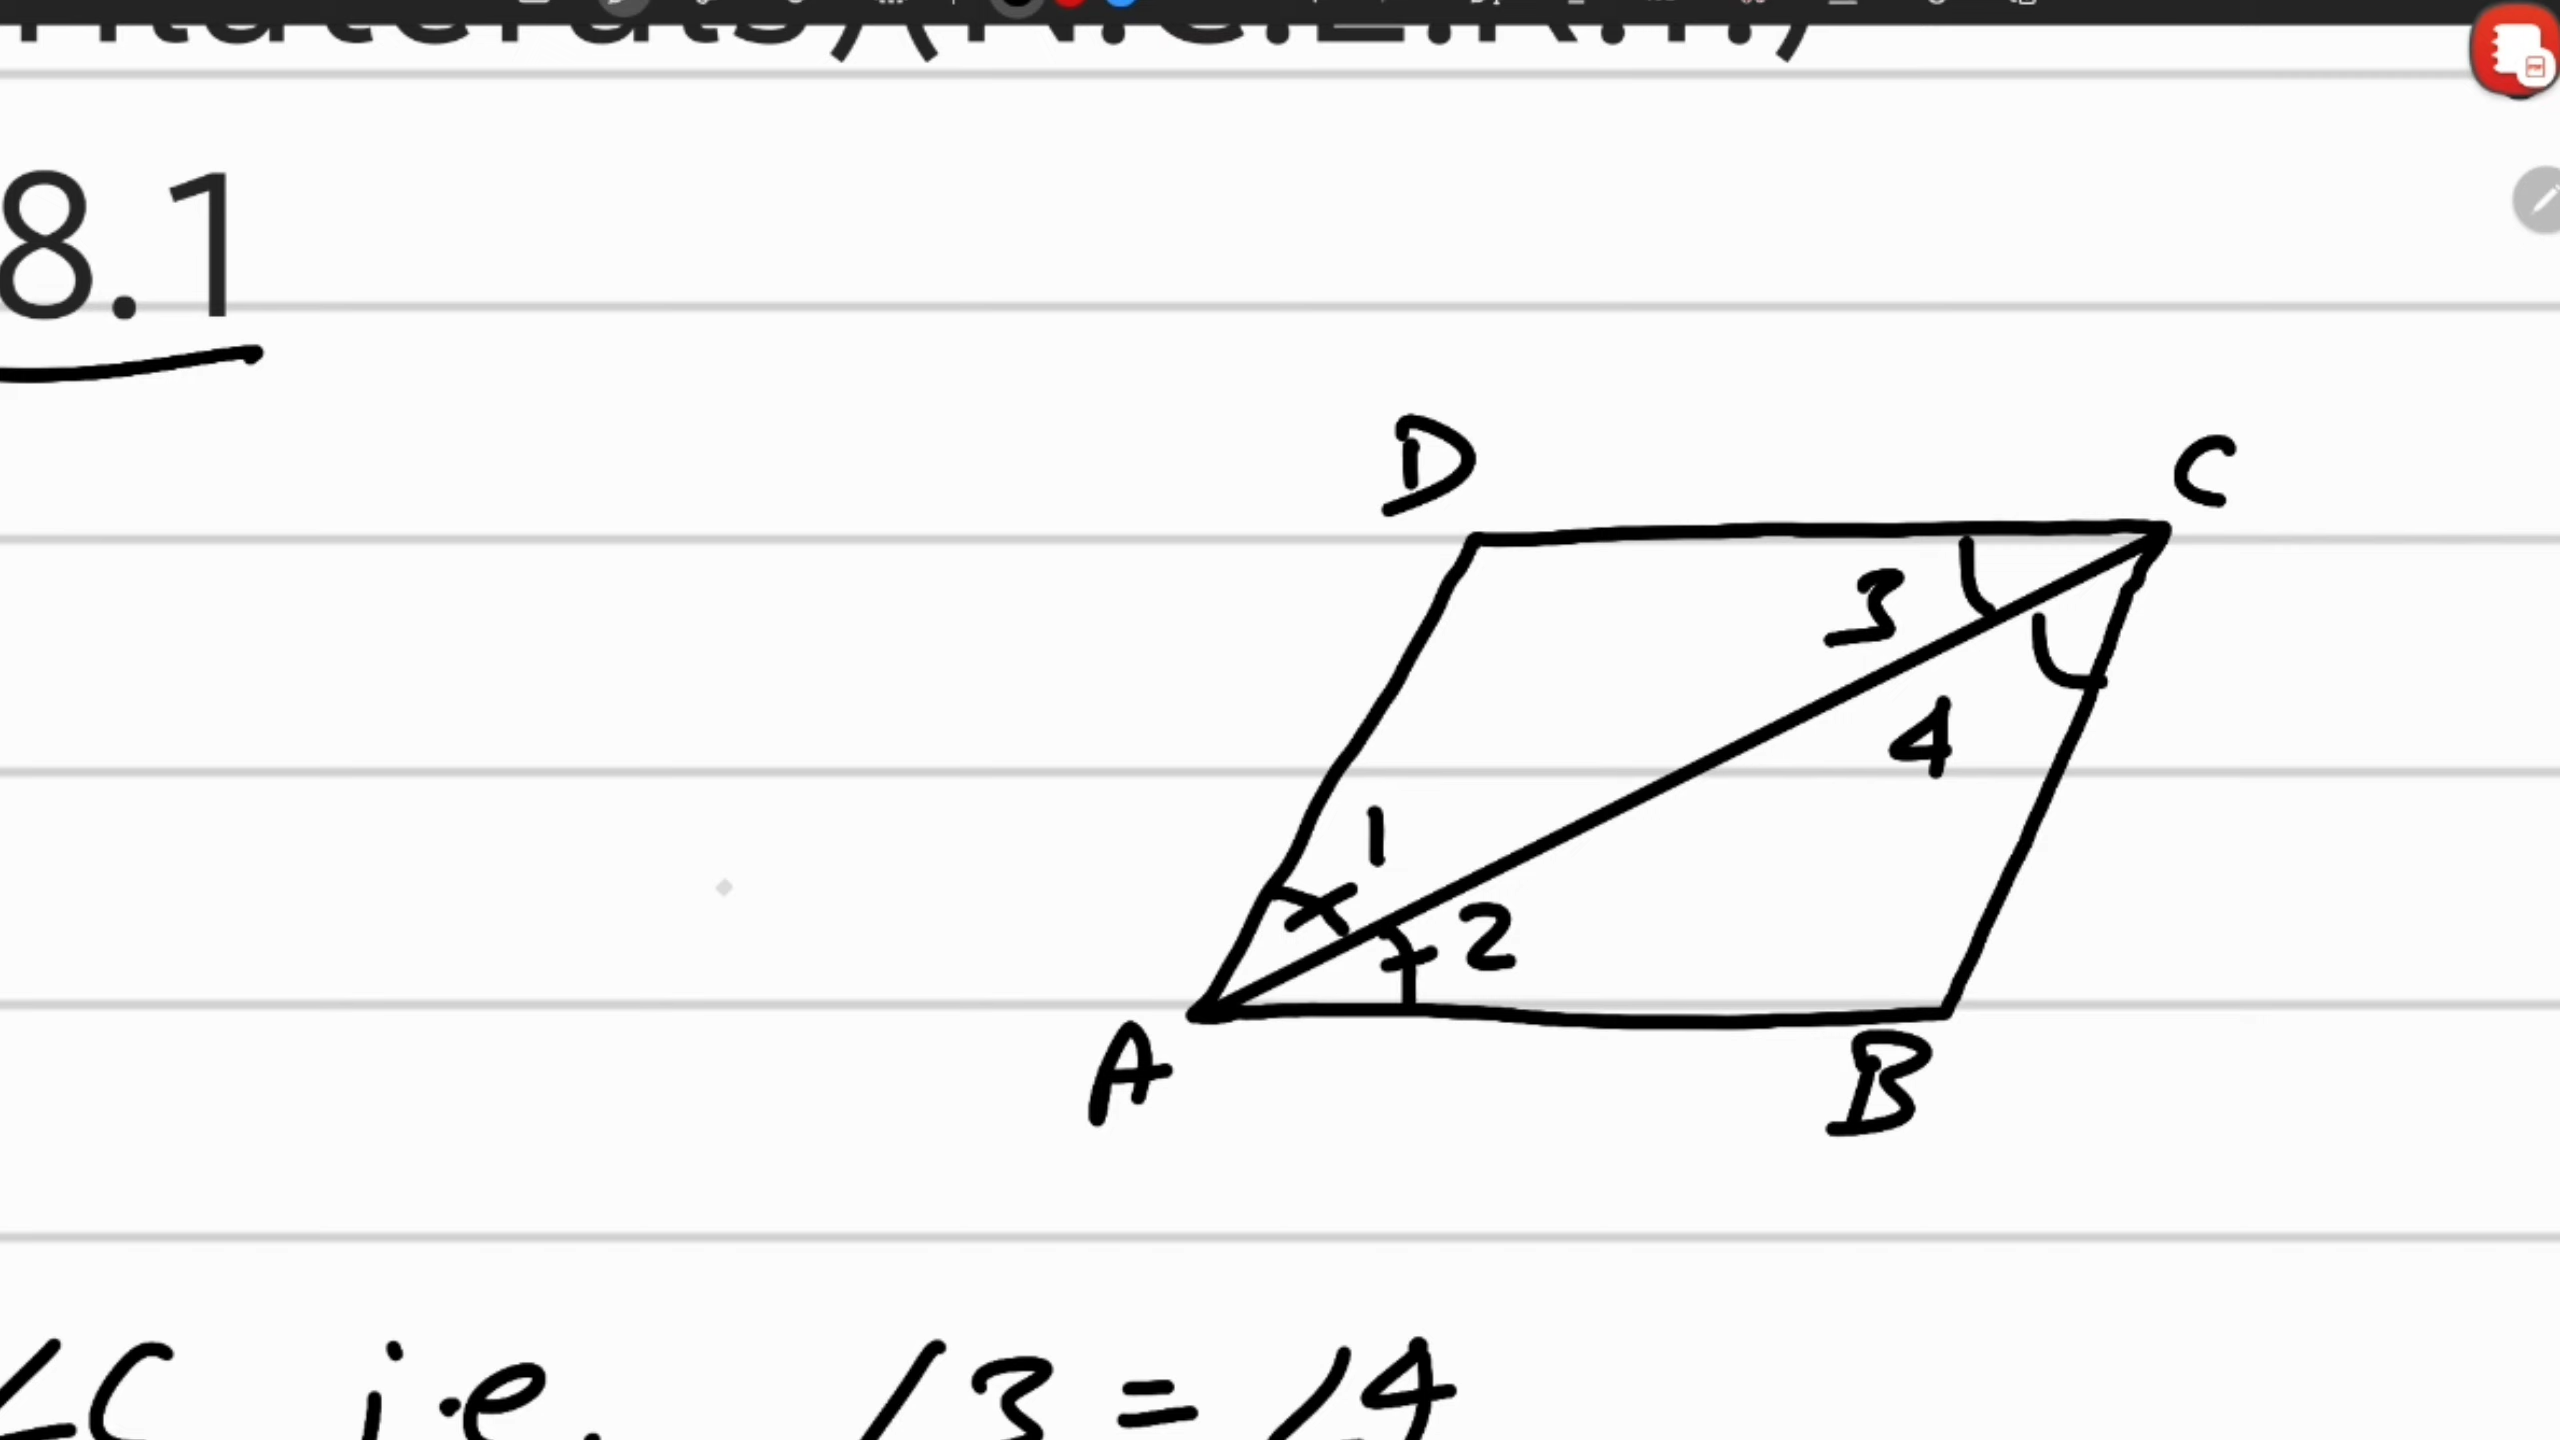 (N.C.E.R.T.)
8.1
D
C
3
4
1
2
A
B
∠C i.e. ∠3 = ∠4